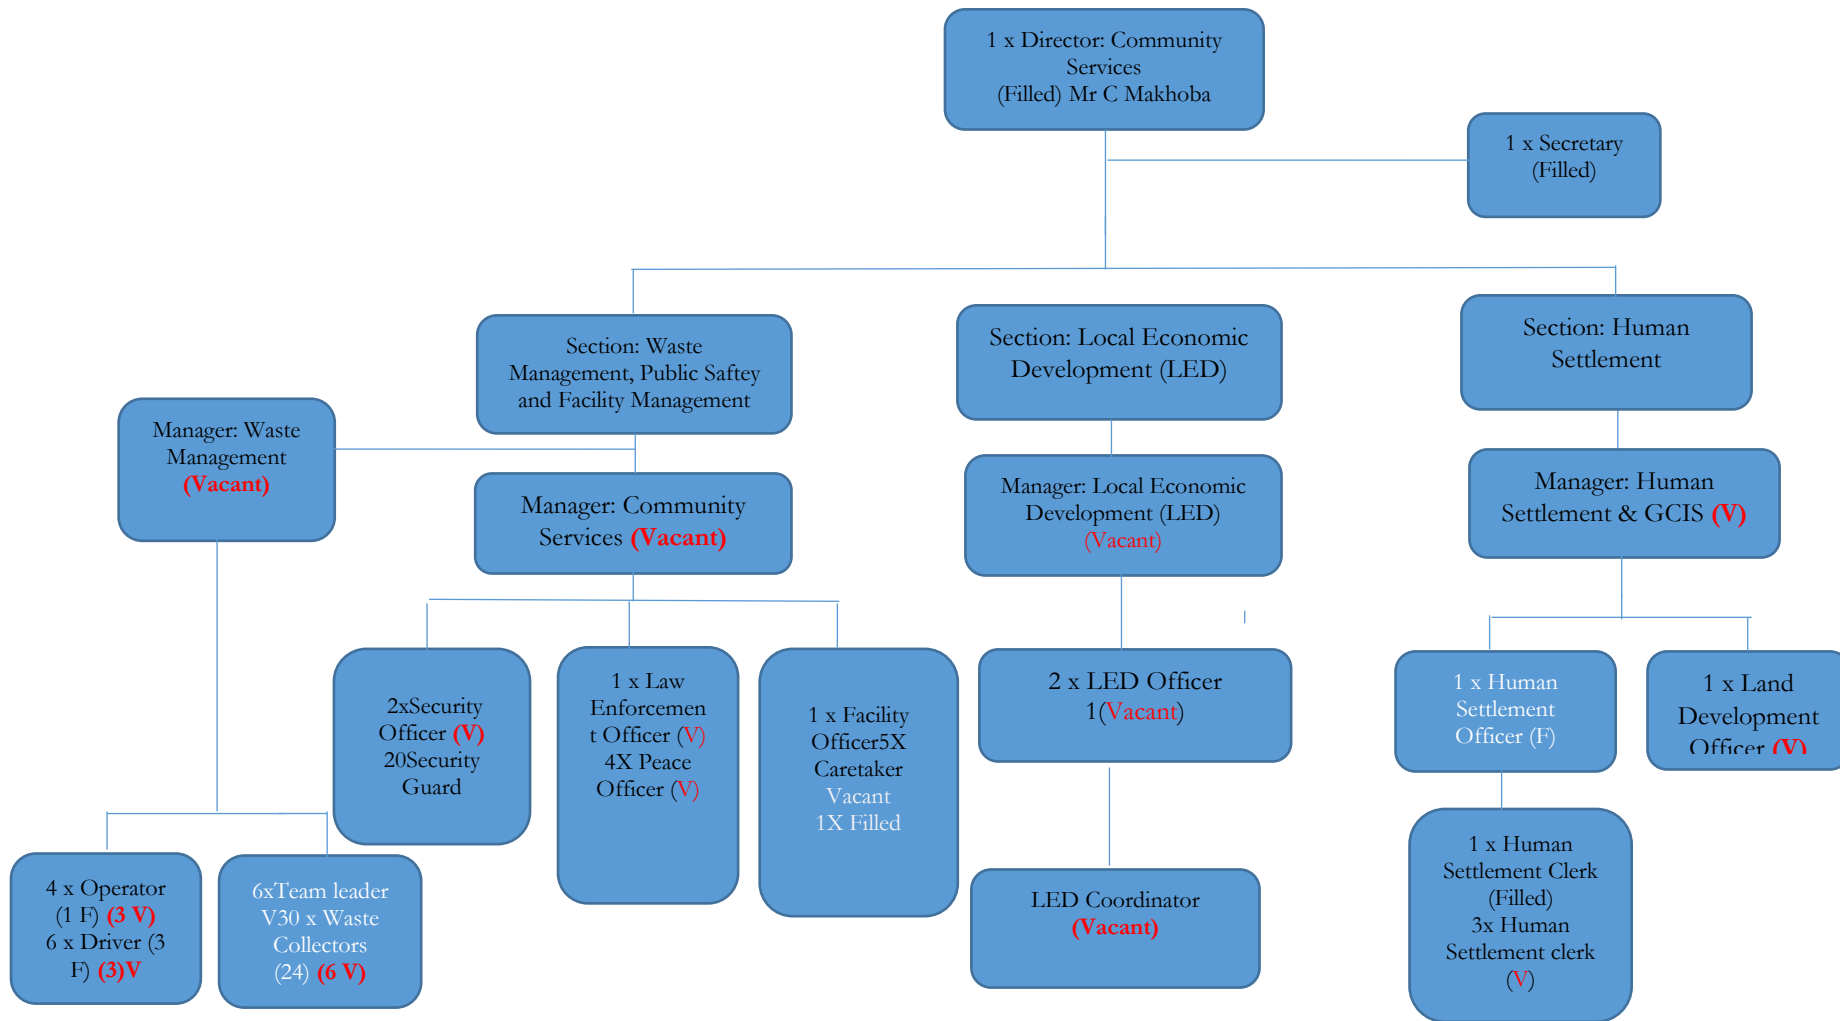 1 x Director: Community
Services
(Filled) Mr C Makhoba
1 x Secretary
(Filled)
Section: Waste
Management, Public Saftey
and Facility Management
Section: Local Economic
Development (LED)
Section: Human
Settlement
Manager: Waste
Management
(Vacant)
Manager: Community
Services (Vacant)
Manager: Local Economic
Development (LED)
(Vacant)
Manager: Human
Settlement & GCIS (V)
2xSecurity
Officer (V)
20Security
Guard
1 x Law
Enforcemen
t Officer (V)
4X Peace
Officer (V)
1 x Facility
Officer5X
Caretaker
Vacant
1X Filled
2 x LED Officer
1(Vacant)
1 x Human
Settlement
Officer (F)
1 x Land
Development
Officer (V)
4 x Operator
(1 F) (3 V)
6 x Driver (3
F) (3)V
6xTeam leader
V30 x Waste
Collectors
(24) (6 V)
LED Coordinator
(Vacant)
1 x Human
Settlement Clerk
(Filled)
3x Human
Settlement clerk
(V)